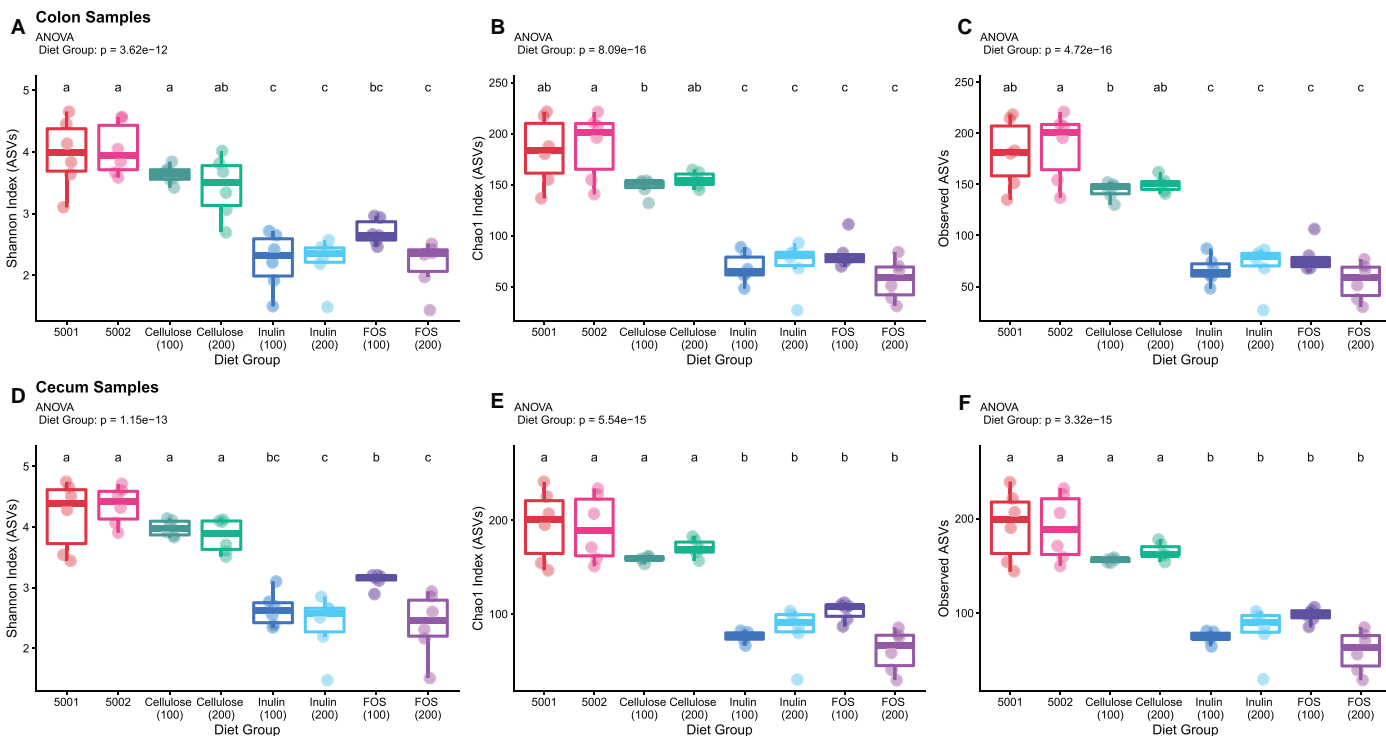 Colon Samples
A
ANOVA
Diet Group: p = 3.62e−12
a a a ab c c bc c
5
4
3
2
Shannon Index (ASVs)
5001 5002 Cellulose Cellulose Inulin Inulin FOS FOS
(100) (200) (100) (200) (100) (200)
Diet Group
B
ANOVA
Diet Group: p = 8.09e−16
ab a b ab c c c c
250
200
150
100
50
Chao1 Index (ASVs)
5001 5002 Cellulose Cellulose Inulin Inulin FOS FOS
(100) (200) (100) (200) (100) (200)
Diet Group
C
ANOVA
Diet Group: p = 4.72e−16
ab a b ab c c c c
250
200
150
100
50
Observed ASVs
5001 5002 Cellulose Cellulose Inulin Inulin FOS FOS
(100) (200) (100) (200) (100) (200)
Diet Group
Cecum Samples
D
ANOVA
Diet Group: p = 1.15e−13
a a a a bc c b c
5
4
3
2
Shannon Index (ASVs)
5001 5002 Cellulose Cellulose Inulin Inulin FOS FOS
(100) (200) (100) (200) (100) (200)
Diet Group
E
ANOVA
Diet Group: p = 5.54e−15
a a a a b b b b
200
100
Chao1 Index (ASVs)
5001 5002 Cellulose Cellulose Inulin Inulin FOS FOS
(100) (200) (100) (200) (100) (200)
Diet Group
F
ANOVA
Diet Group: p = 3.32e−15
a a a a b b b b
200
100
Observed ASVs
5001 5002 Cellulose Cellulose Inulin Inulin FOS FOS
(100) (200) (100) (200) (100) (200)
Diet Group